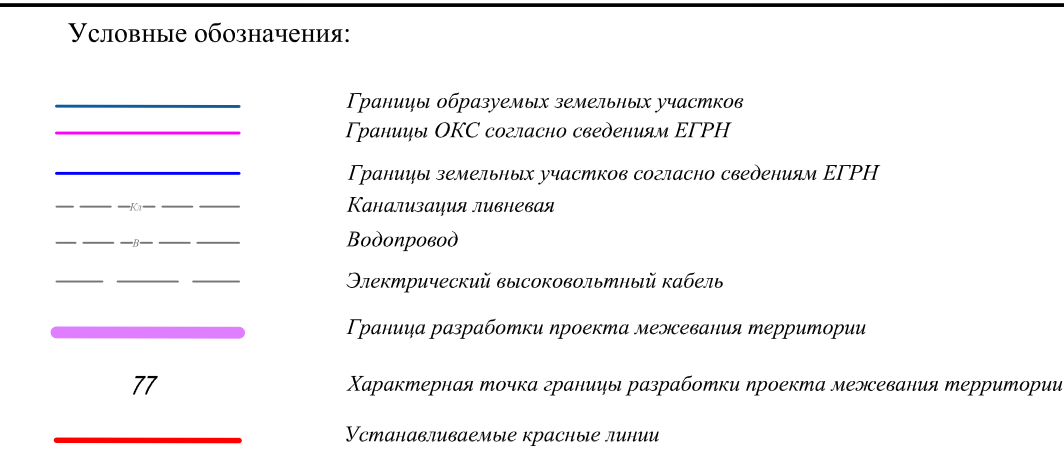 Условные обозначения:
Границы образуемых земельных участков
Границы ОКС согласно сведениям ЕГРН
Границы земельных участков согласно сведениям ЕГРН
Кл Канализация ливневая
В Водопровод
Электрический высоковольтный кабель
Граница разработки проекта межевания территории
77 Характерная точка границы разработки проекта межевания территории
Устанавливаемые красные линии